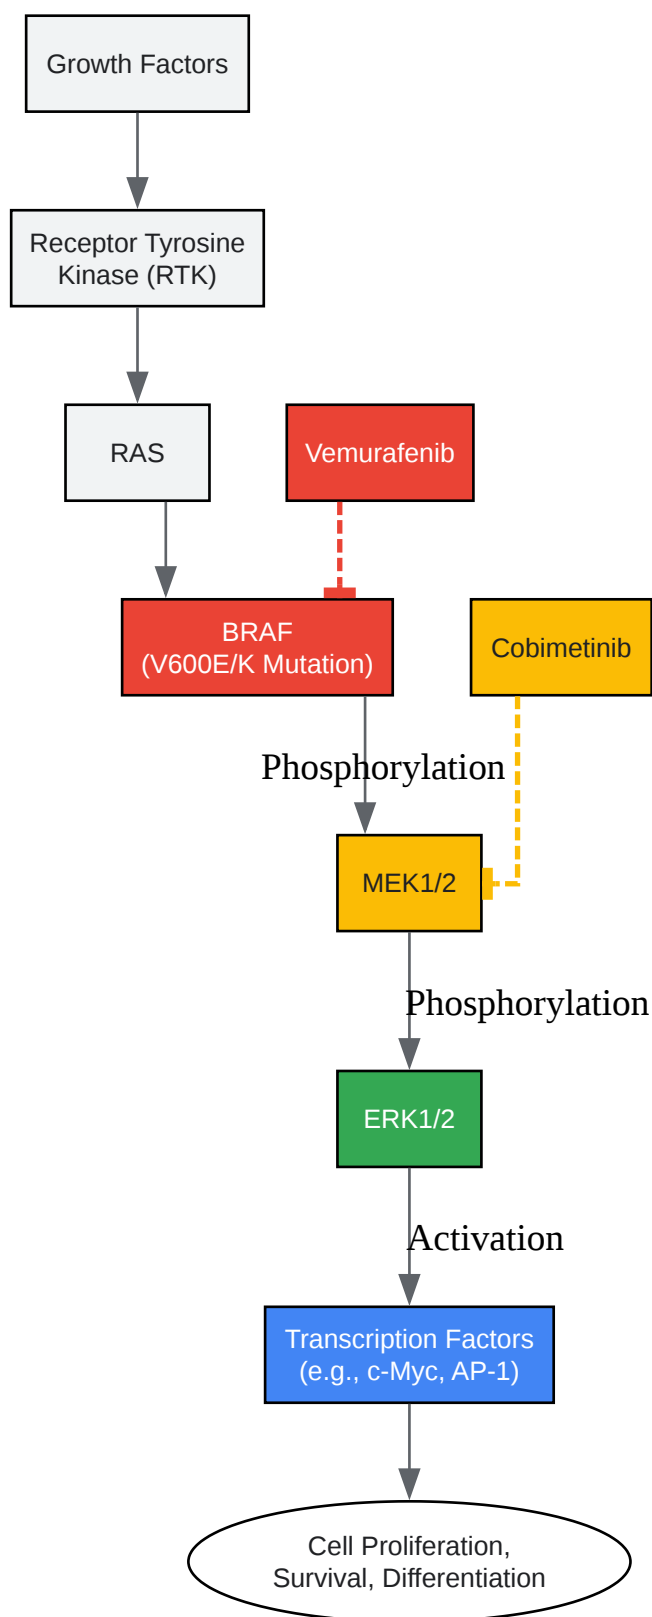 Growth Factors
Receptor Tyrosine
Kinase (RTK)
RAS
Vemurafenib
BRAF
(V600E/K Mutation)
Cobimetinib
Phosphorylation
MEK1/2
Phosphorylation
ERK1/2
Activation
Transcription Factors
(e.g., c-Myc, AP-1)
Cell Proliferation,
Survival, Differentiation